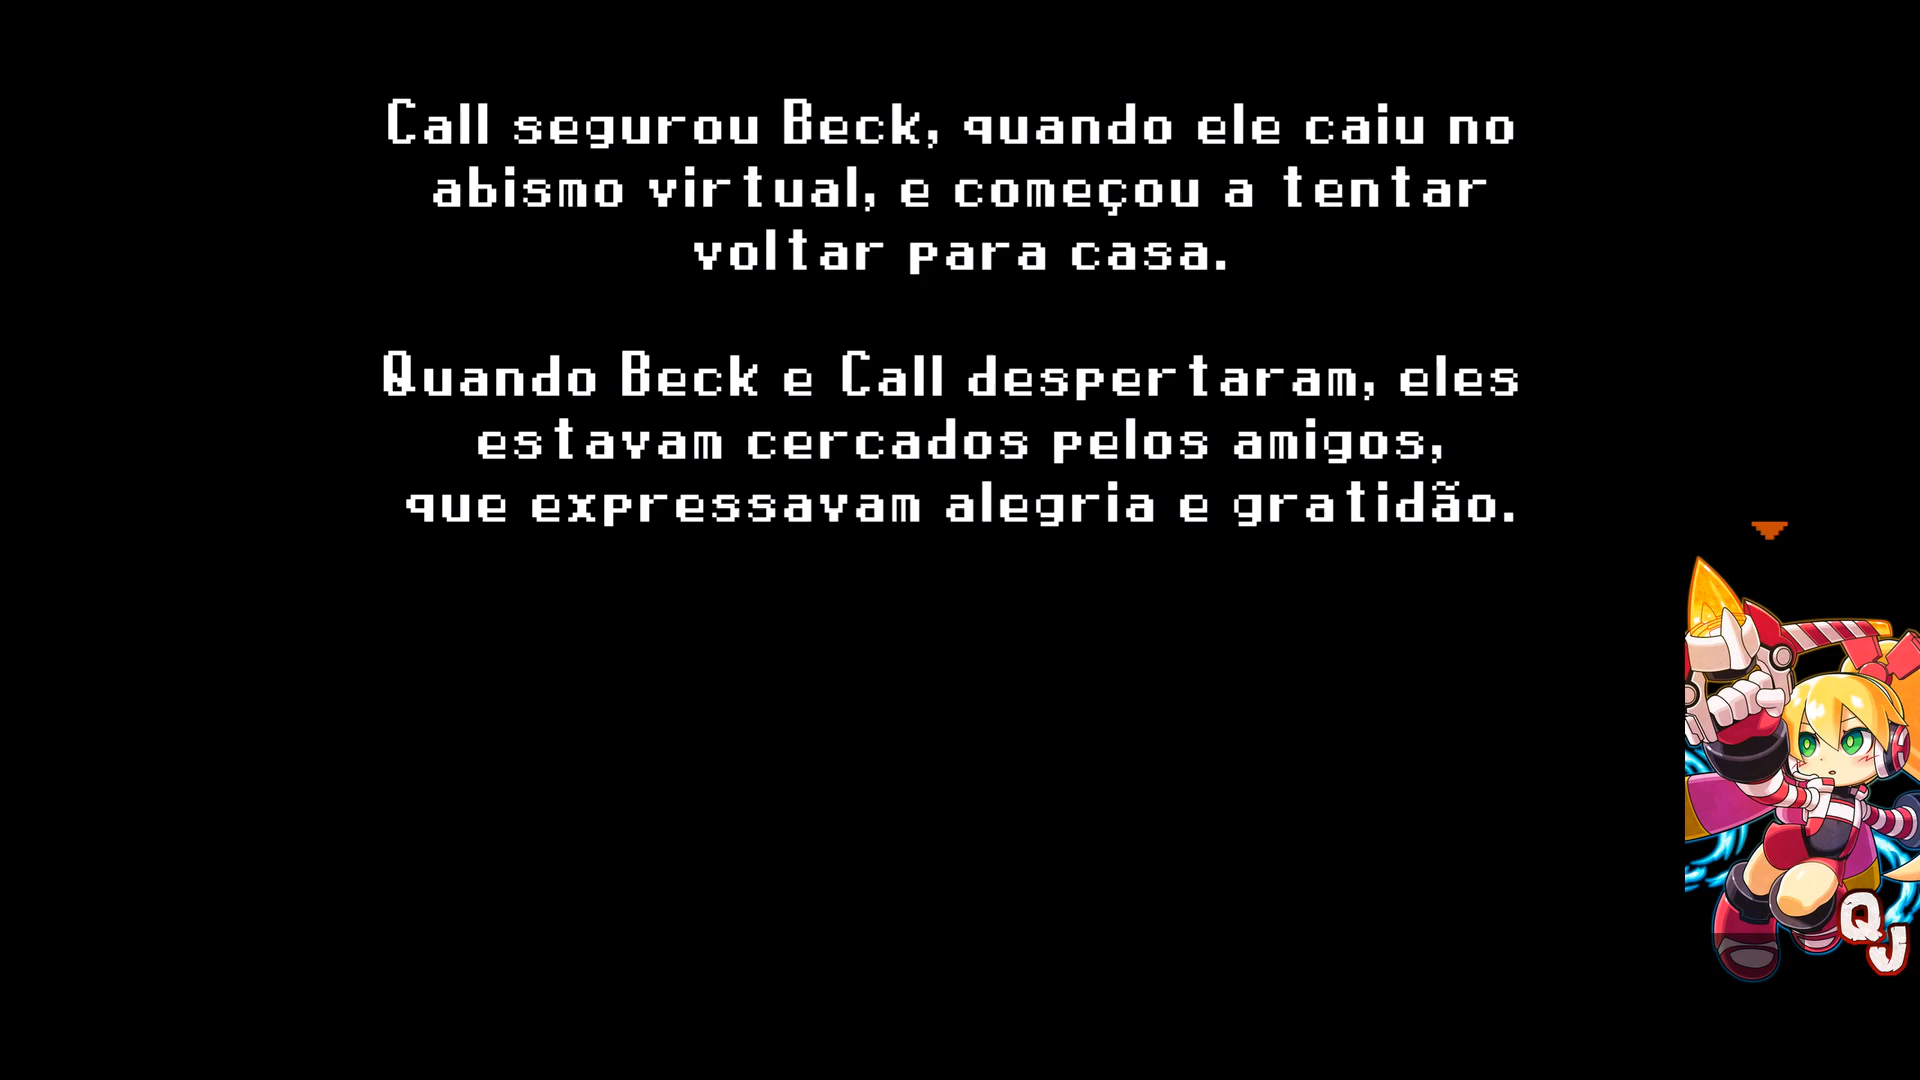 Call segurou Beck, quando ele caiu no
abismo virtual, e começou a tentar
voltar para casa.
Quando Beck e Call despertaram, eles
estavam cercados pelos amigos,
que expressavam alegria e gratidão.
QJ